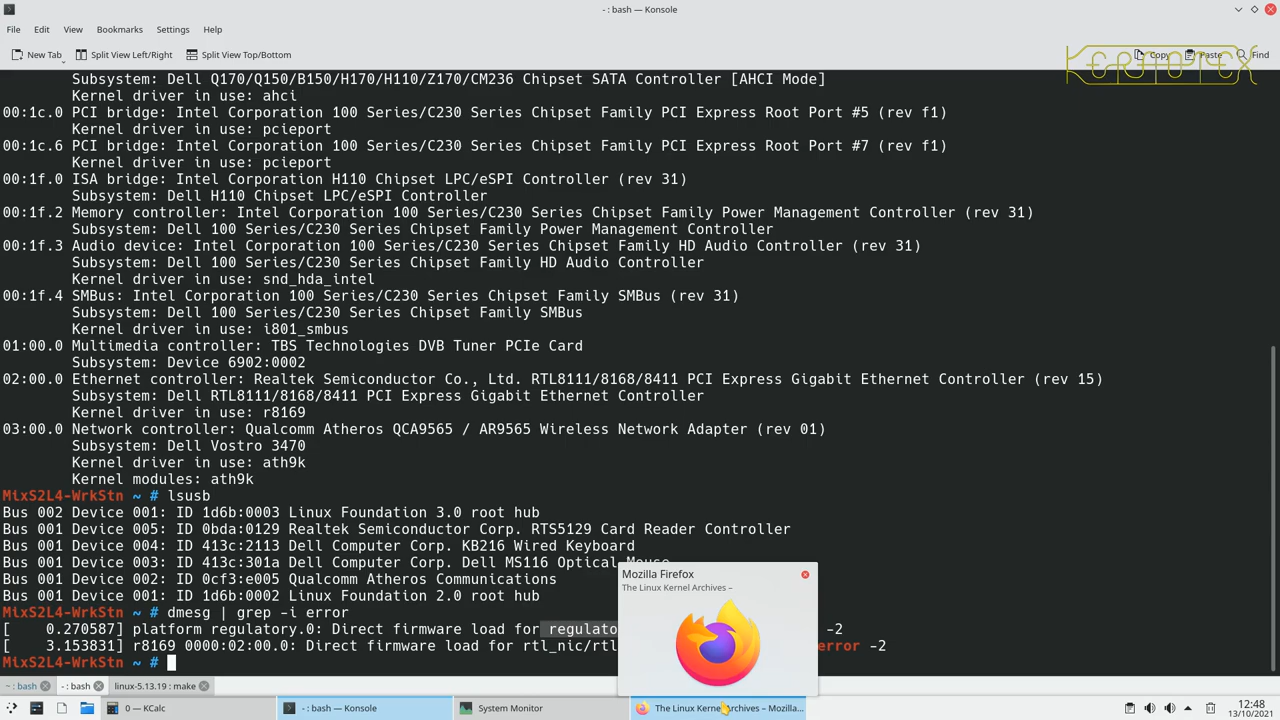 - : bash — Konsole
File Edit View Bookmarks Settings Help
New Tab Split View Left/Right Split View Top/Bottom Copy Paste Find
Subsystem: Dell Q170/Q150/B150/H170/H110/Z170/CM236 Chipset SATA Controller [AHCI Mode]
Kernel driver in use: ahci
00:1c.0 PCI bridge: Intel Corporation 100 Series/C230 Series Chipset Family PCI Express Root Port #5 (rev f1)
Kernel driver in use: pcieport
00:1c.6 PCI bridge: Intel Corporation 100 Series/C230 Series Chipset Family PCI Express Root Port #7 (rev f1)
Kernel driver in use: pcieport
00:1f.0 ISA bridge: Intel Corporation H110 Chipset LPC/eSPI Controller (rev 31)
Subsystem: Dell H110 Chipset LPC/eSPI Controller
00:1f.2 Memory controller: Intel Corporation 100 Series/C230 Series Chipset Family Power Management Controller (rev 31)
Subsystem: Dell 100 Series/C230 Series Chipset Family Power Management Controller
00:1f.3 Audio device: Intel Corporation 100 Series/C230 Series Chipset Family HD Audio Controller (rev 31)
Subsystem: Dell 100 Series/C230 Series Chipset Family HD Audio Controller
Kernel driver in use: snd_hda_intel
00:1f.4 SMBus: Intel Corporation 100 Series/C230 Series Chipset Family SMBus (rev 31)
Subsystem: Dell 100 Series/C230 Series Chipset Family SMBus
Kernel driver in use: i801_smbus
01:00.0 Multimedia controller: TBS Technologies DVB Tuner PCIe Card
Subsystem: Device 6902:0002
02:00.0 Ethernet controller: Realtek Semiconductor Co., Ltd. RTL8111/8168/8411 PCI Express Gigabit Ethernet Controller (rev 15)
Subsystem: Dell RTL8111/8168/8411 PCI Express Gigabit Ethernet Controller
Kernel driver in use: r8169
03:00.0 Network controller: Qualcomm Atheros QCA9565 / AR9565 Wireless Network Adapter (rev 01)
Subsystem: Dell Vostro 3470
Kernel driver in use: ath9k
Kernel modules: ath9k
MixS2L4-WrkStn ~ # lsusb
Bus 002 Device 001: ID 1d6b:0003 Linux Foundation 3.0 root hub
Bus 001 Device 005: ID 0bda:0129 Realtek Semiconductor Corp. RTS5129 Card Reader Controller
Bus 001 Device 004: ID 413c:2113 Dell Computer Corp. KB216 Wired Keyboard
Bus 001 Device 003: ID 413c:301a Dell Computer Corp. Dell MS116 Optical Mouse
Bus 001 Device 002: ID 0cf3:e005 Qualcomm Atheros Communications
Bus 001 Device 001: ID 1d6b:0002 Linux Foundation 2.0 root hub
MixS2L4-WrkStn ~ # dmesg | grep -i error
[ 0.270587] platform regulatory.0: Direct firmware load for regulato -2
[ 3.153831] r8169 0000:02:00.0: Direct firmware load for rtl_nic/rtl error -2
MixS2L4-WrkStn ~ #
Mozilla Firefox
The Linux Kernel Archives –
~ : bash - : bash linux-5.13.19 : make
0 — KCalc - : bash — Konsole System Monitor The Linux Kernel Archives – Mozilla...
12:48
13/10/2021